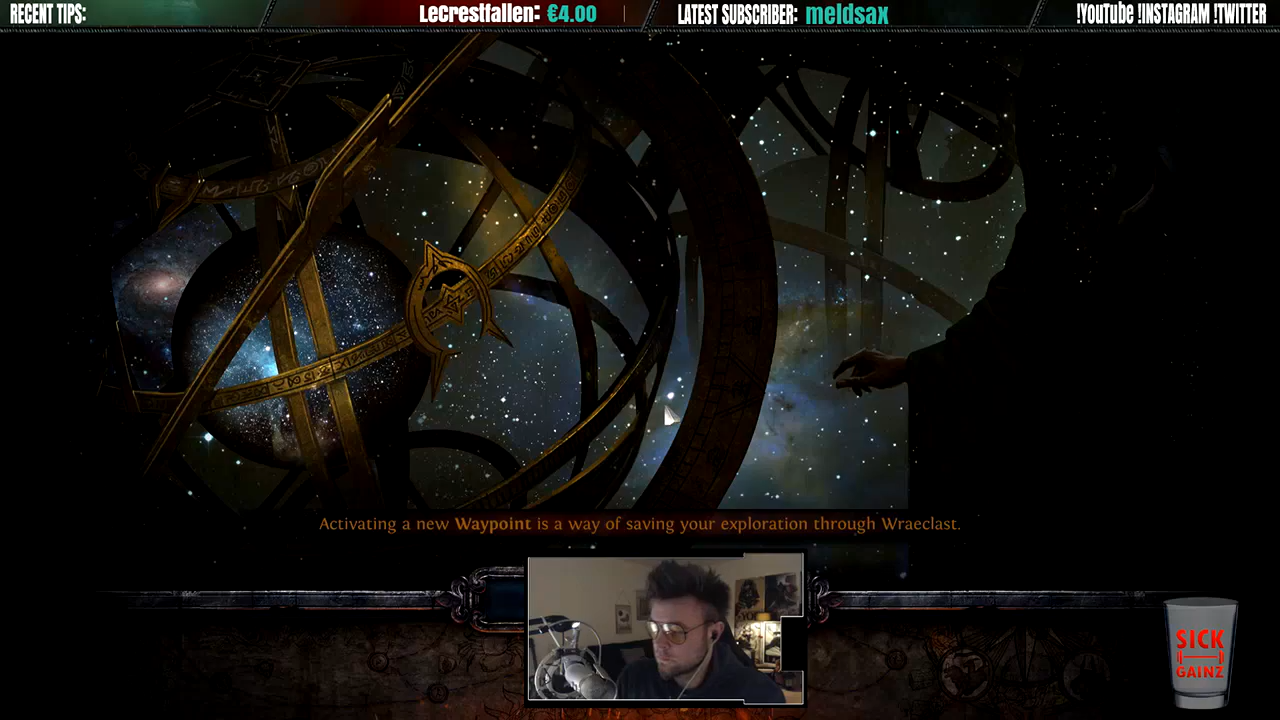 RECENT TIPS:
Lecrestfallen: €4.00
LATEST SUBSCRIBER: meldsax
!YouTube !INSTAGRAM !TWITTER
Activating a new Waypoint is a way of saving your exploration through Wraeclast.
SICK
GAINZ